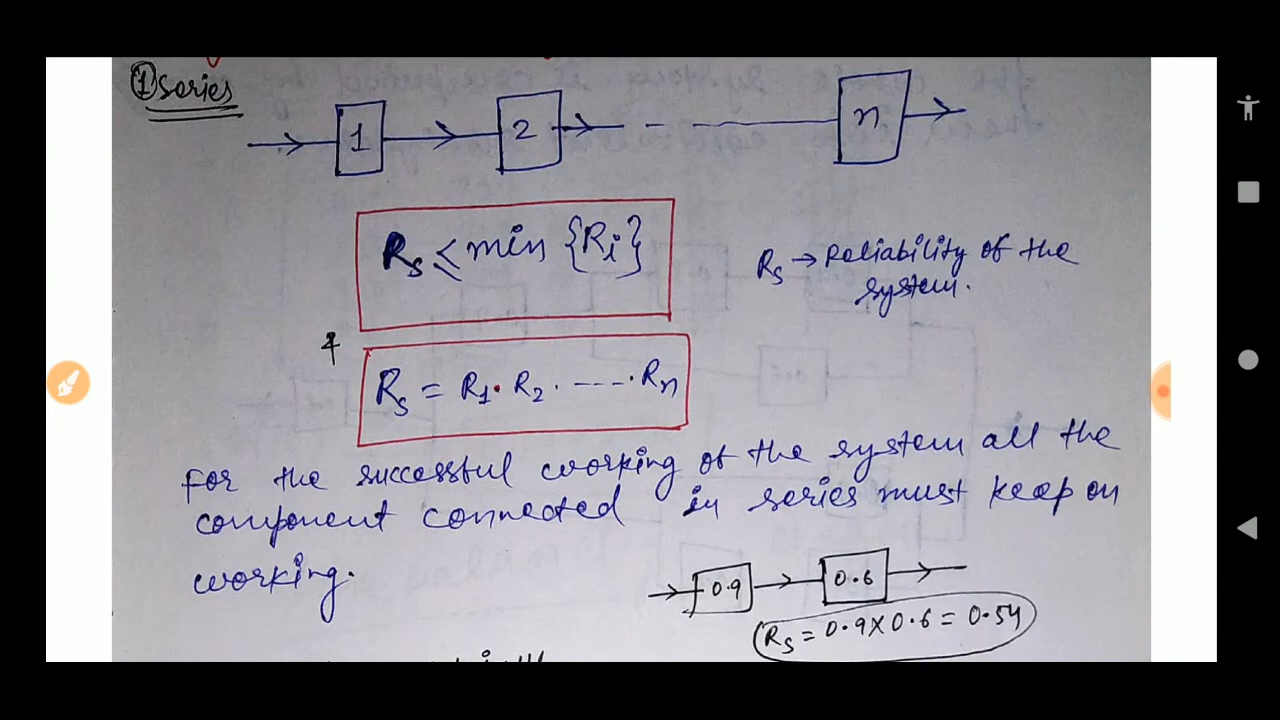 ① Series
1 2 n
Rs ≤ min {Ri}
Rs → Reliability of the
system.
&
Rs = R1 · R2 · ---- · Rn
For the successful working of the system all the
component connected in series must keep on
working.
0.9 0.6
Rs = 0.9 × 0.6 = 0.54